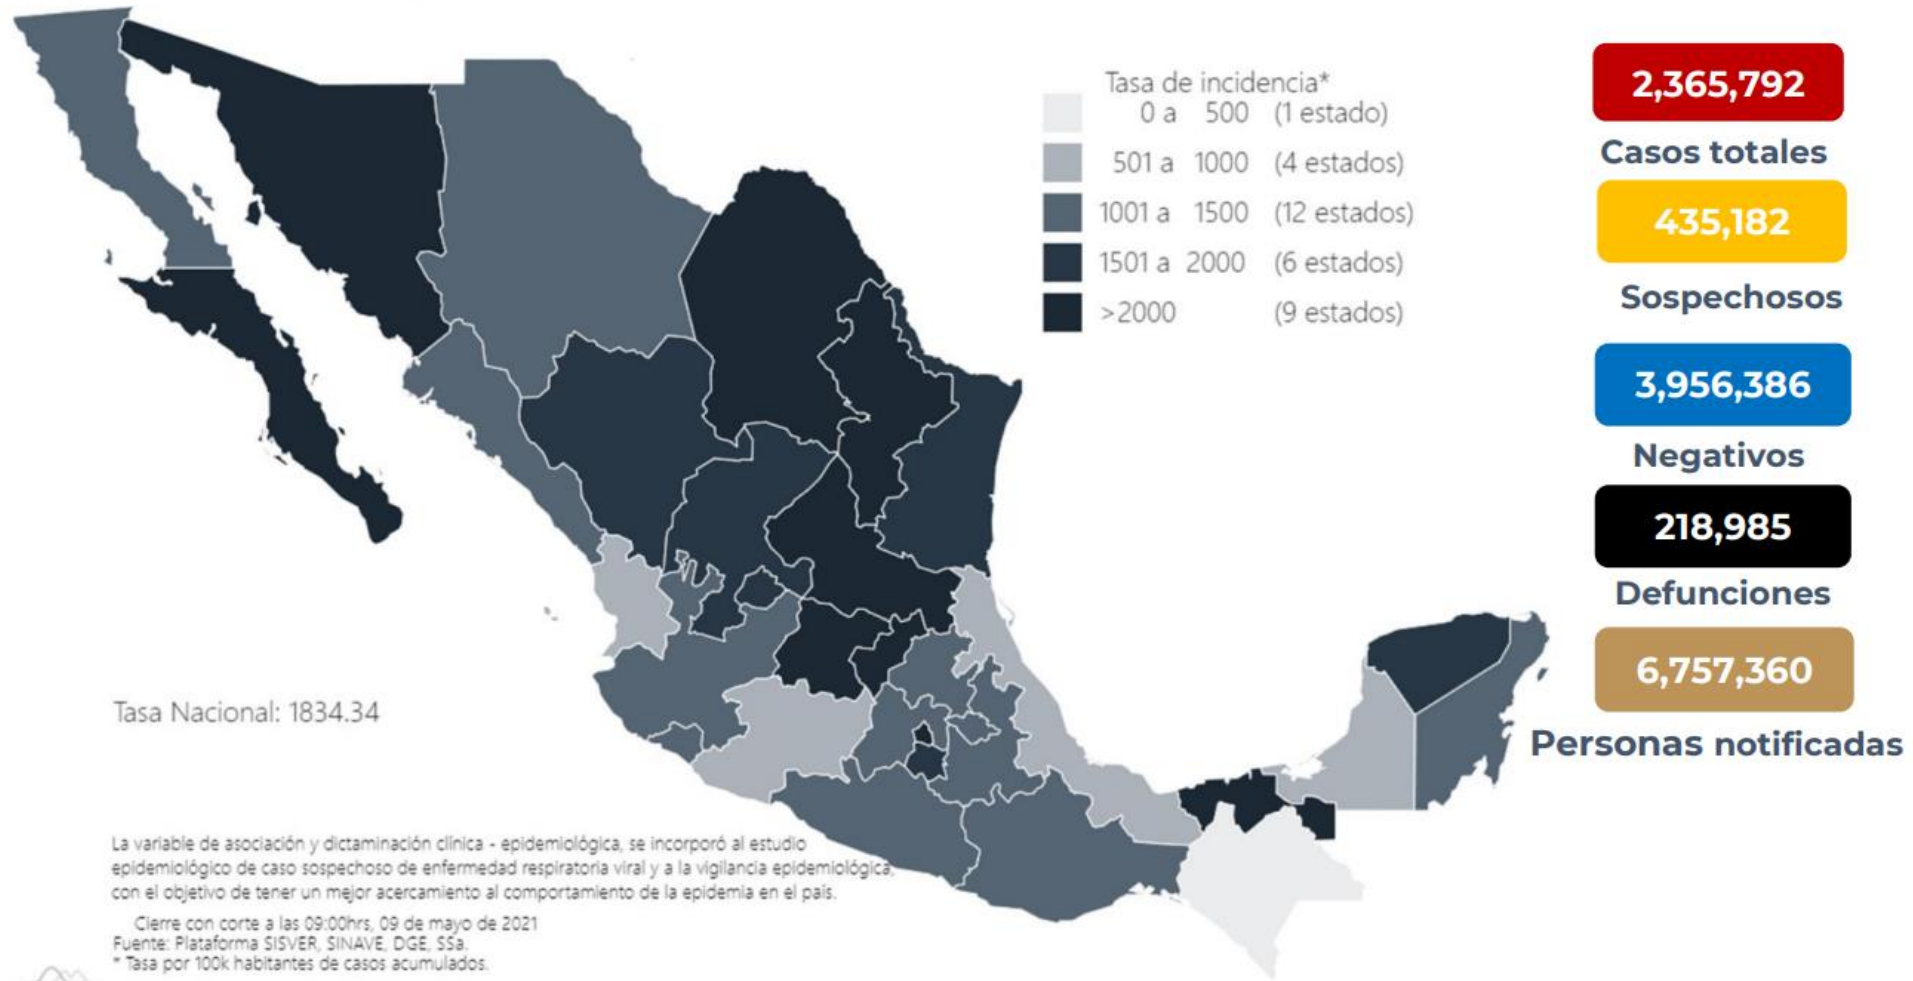 Tasa de incidencia*
0 a 500 (1 estado)
501 a 1000 (4 estados)
1001 a 1500 (12 estados)
1501 a 2000 (6 estados)
>2000 (9 estados)
2,365,792
Casos totales
435,182
Sospechosos
3,956,386
Negativos
218,985
Defunciones
6,757,360
Personas notificadas
Tasa Nacional: 1834.34
La variable de asociación y dictaminación clínica - epidemiológica, se incorporó al estudio
epidemiológico de caso sospechoso de enfermedad respiratoria viral y a la vigilancia epidemiológica,
con el objetivo de tener un mejor acercamiento al comportamiento de la epidemia en el país.
Cierre con corte a las 09:00hrs, 09 de mayo de 2021
Fuente: Plataforma SISVER, SINAVE, DGE, SSa.
* Tasa por 100k habitantes de casos acumulados.